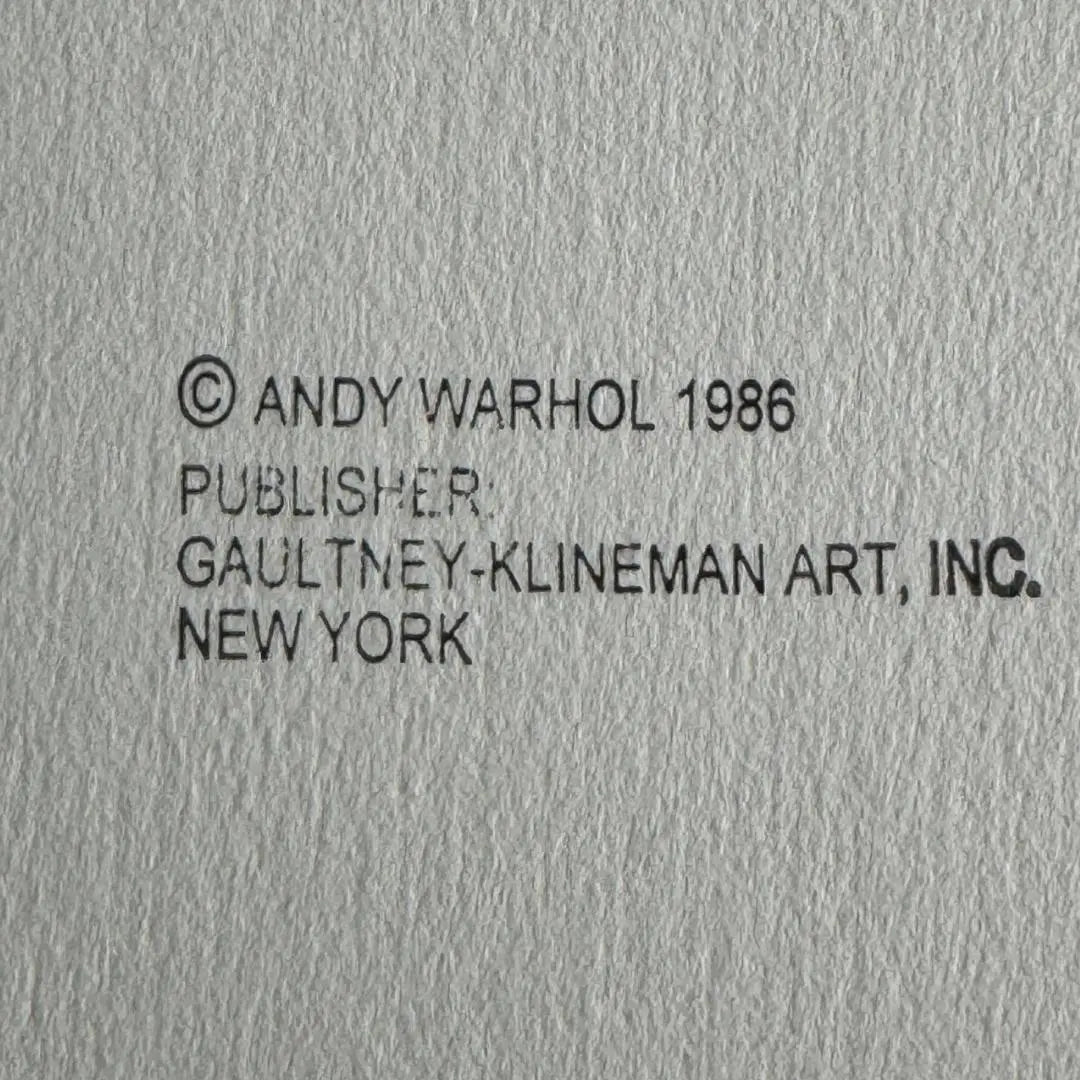 © ANDY WARHOL 1986
PUBLISHER:
GAULTNEY-KLINEMAN ART, INC.
NEW YORK